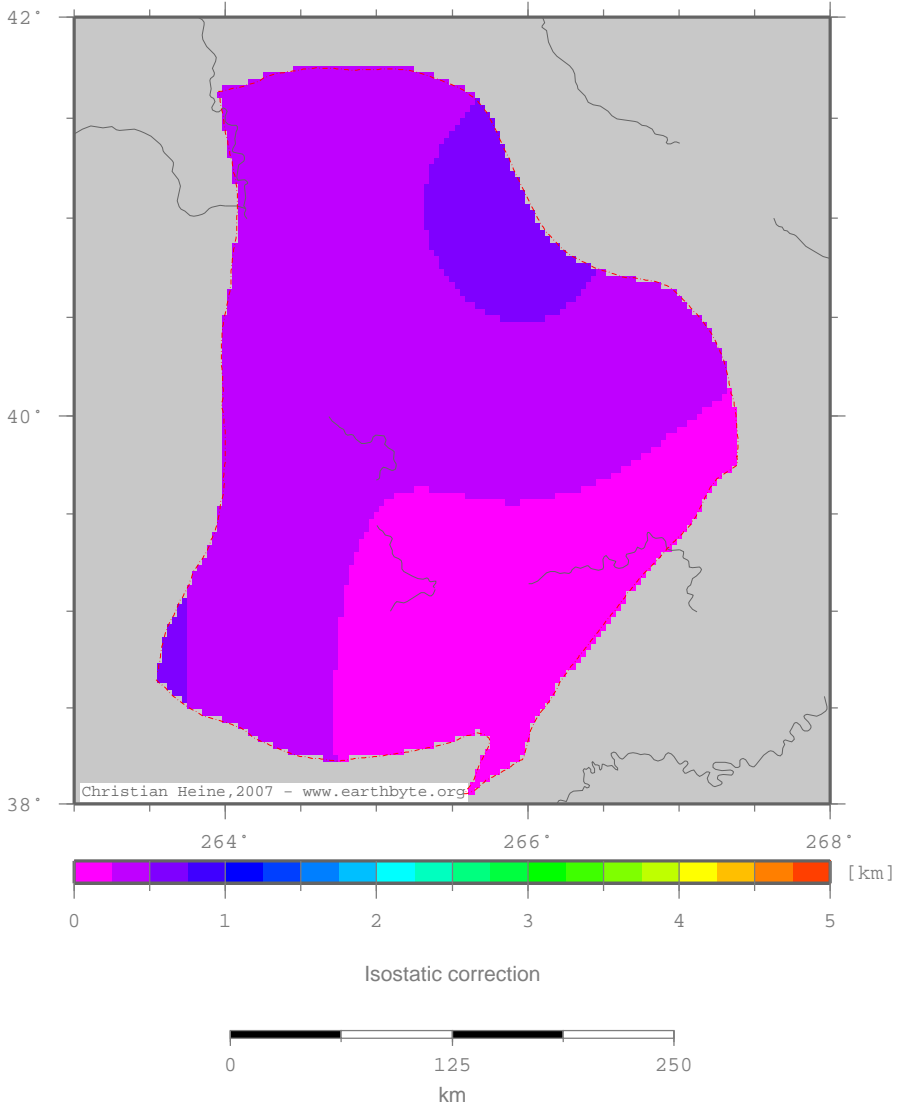 42°
40°
38°
Christian Heine,2007 - www.earthbyte.org
264° 266° 268°
[km]
0 1 2 3 4 5
Isostatic correction
0 125 250
km